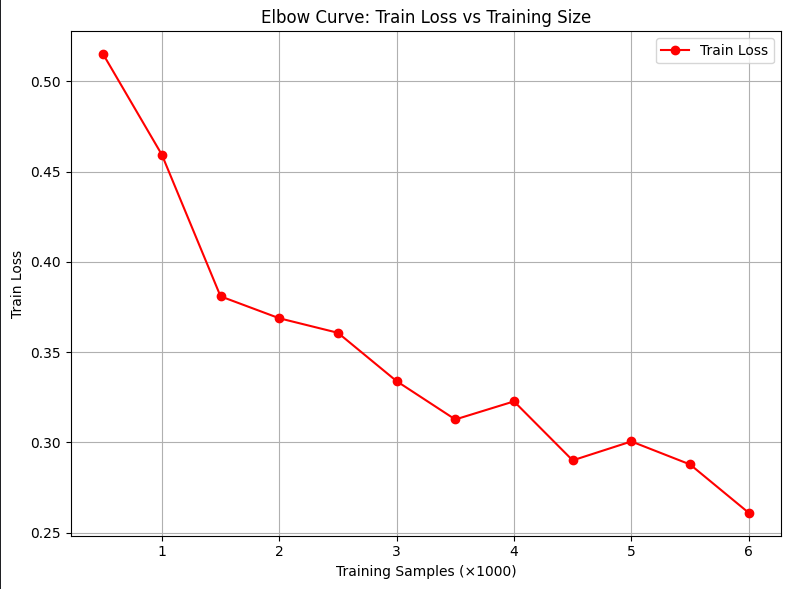 Elbow Curve: Train Loss vs Training Size
Train Loss
0.50
0.45
0.40
0.35
0.30
0.25
Train Loss
1 2 3 4 5 6
Training Samples (×1000)